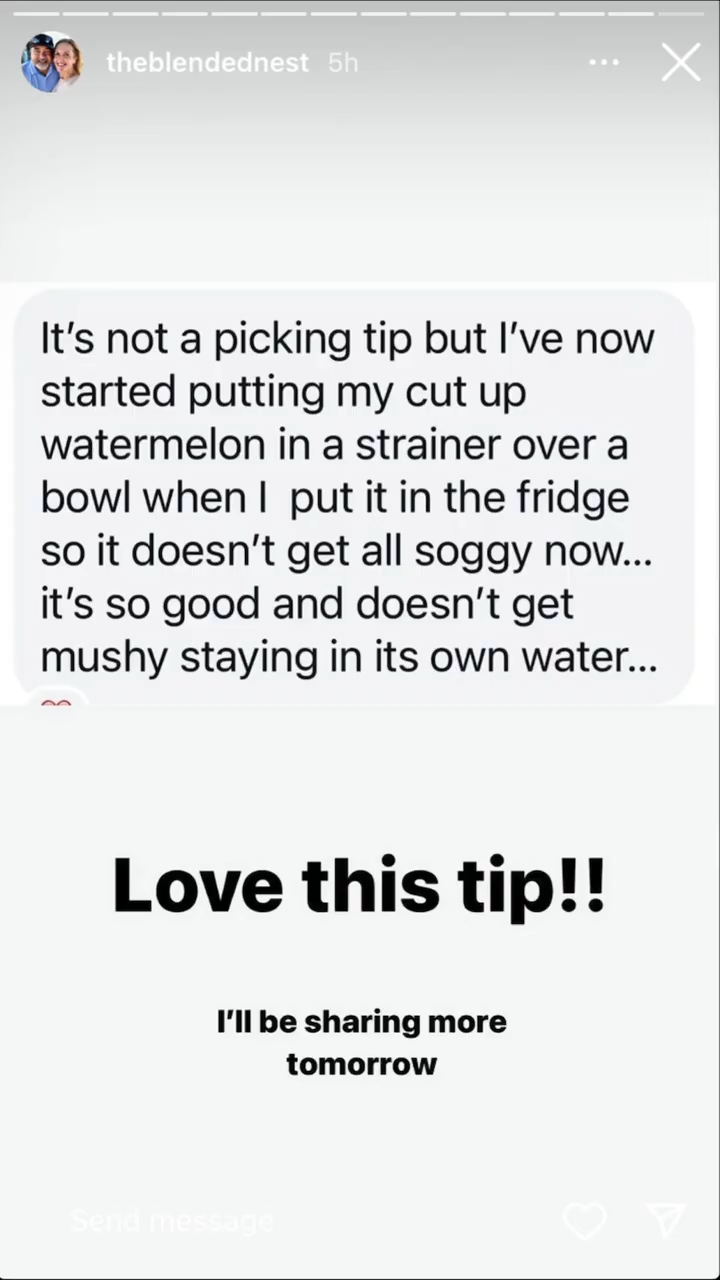 theblendednest 5h
It’s not a picking tip but I’ve now
started putting my cut up
watermelon in a strainer over a
bowl when I  put it in the fridge
so it doesn’t get all soggy now...
it’s so good and doesn’t get
mushy staying in its own water...
Love this tip!!
I’ll be sharing more
tomorrow
Send message